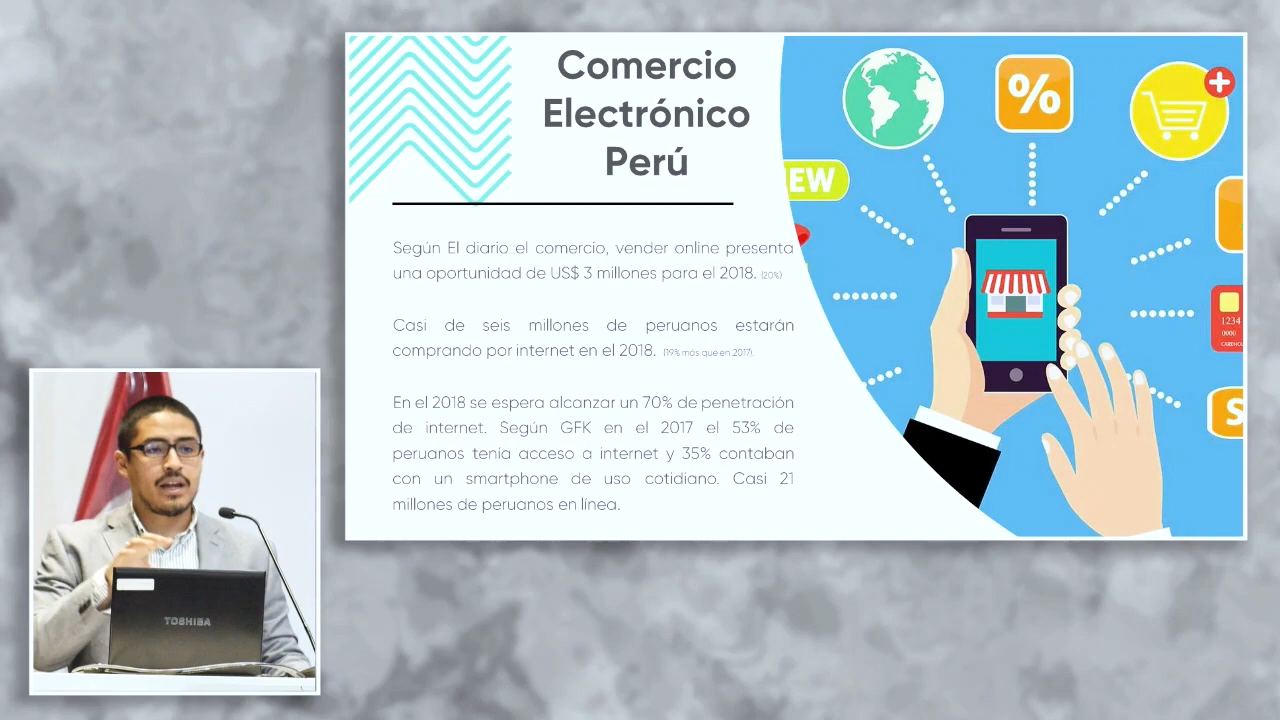 Comercio
Electrónico
Perú
Según El diario el comercio, vender online presenta
una oportunidad de US$ 3 millones para el 2018. (20%)
Casi de seis millones de peruanos estarán
comprando por internet en el 2018. (19% más que en 2017).
En el 2018 se espera alcanzar un 70% de penetración
de internet. Según GFK en el 2017 el 53% de
peruanos tenía acceso a internet y 35% contaban
con un smartphone de uso cotidiano. Casi 21
millones de peruanos en línea.
%
EW
1234
0000
CARDHOL
S
TOSHIBA